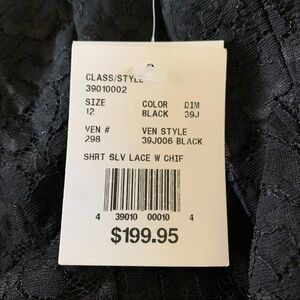 CLASS/STYLE
39010002
SIZE COLOR DIM
12 BLACK 39J
VEN # VEN STYLE
298 39J006 BLACK
SHRT SLV LACE W CHIF
4 39010 00010 4
$199.95